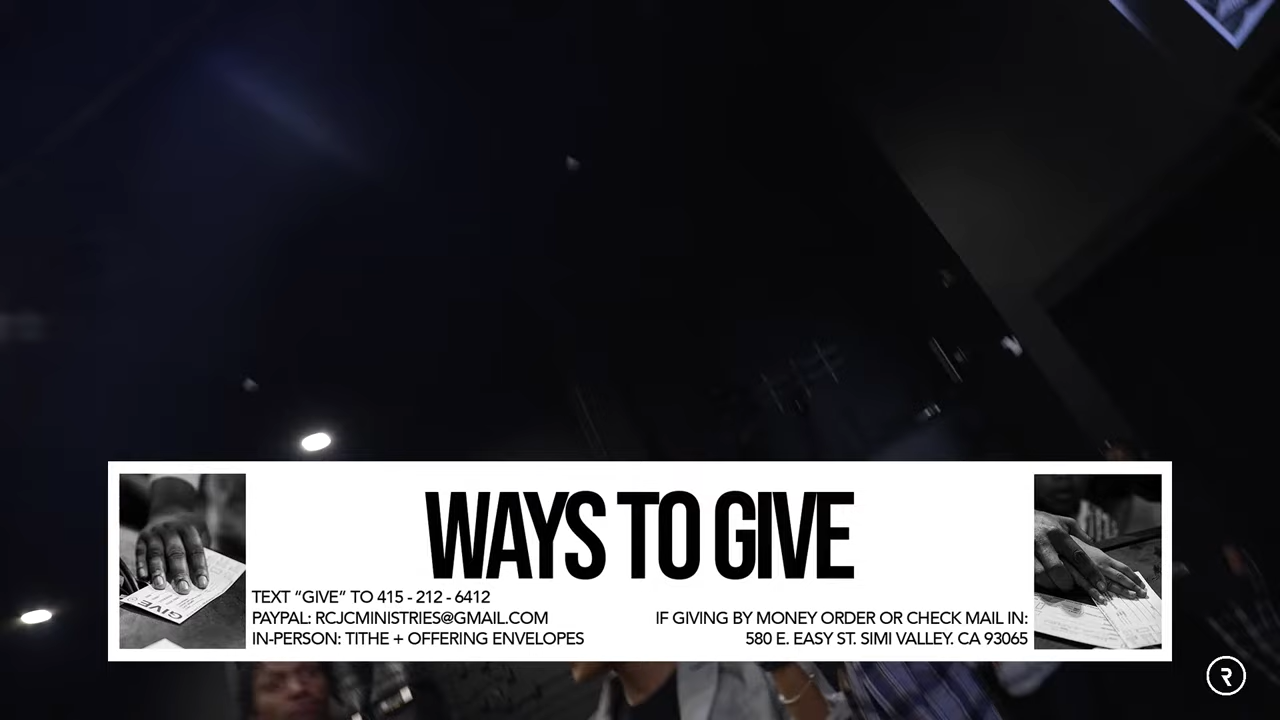 WAYS TO GIVE
TEXT “GIVE” TO 415 - 212 - 6412
PAYPAL: RCJCMINISTRIES@GMAIL.COM
IN-PERSON: TITHE + OFFERING ENVELOPES
IF GIVING BY MONEY ORDER OR CHECK MAIL IN:
580 E. EASY ST. SIMI VALLEY. CA 93065
GIVE
R